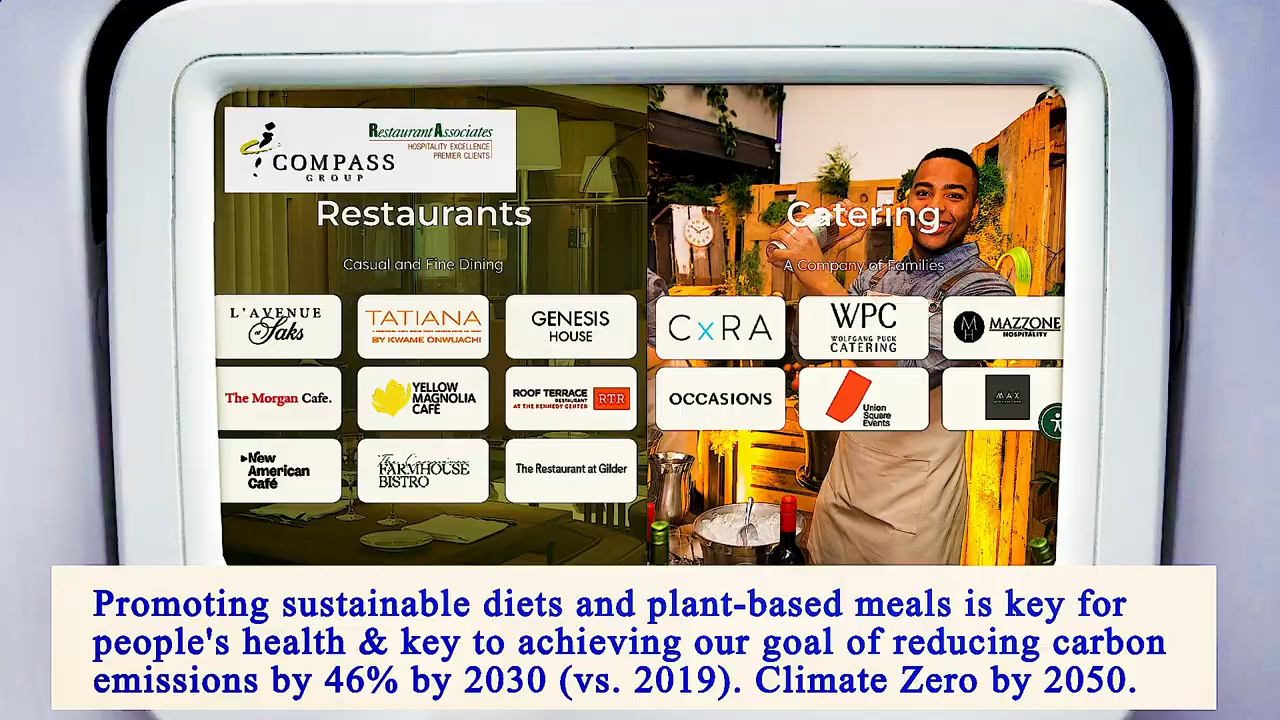 COMPASS
GROUP
Restaurant Associates
HOSPITALITY EXCELLENCE
PREMIER CLIENTS
Restaurants
Casual and Fine Dining
L'AVENUE
Saks
TATIANA
BY KWAME ONWUACHI
GENESIS
HOUSE
The Morgan Cafe.
YELLOW
MAGNOLIA
CAFÉ
ROOF TERRACE
RESTAURANT
AT THE KENNEDY CENTER
RTR
New
American
Café
FARMHOUSE
BISTRO
The Restaurant at Gilder
Catering
A Company of Families
CxRA
WPC
WOLFGANG PUCK
CATERING
MH
MAZZONE
HOSPITALITY
OCCASIONS
Union
Square
Events
MAX
Promoting sustainable diets and plant-based meals is key for
people's health & key to achieving our goal of reducing carbon
emissions by 46% by 2030 (vs. 2019). Climate Zero by 2050.